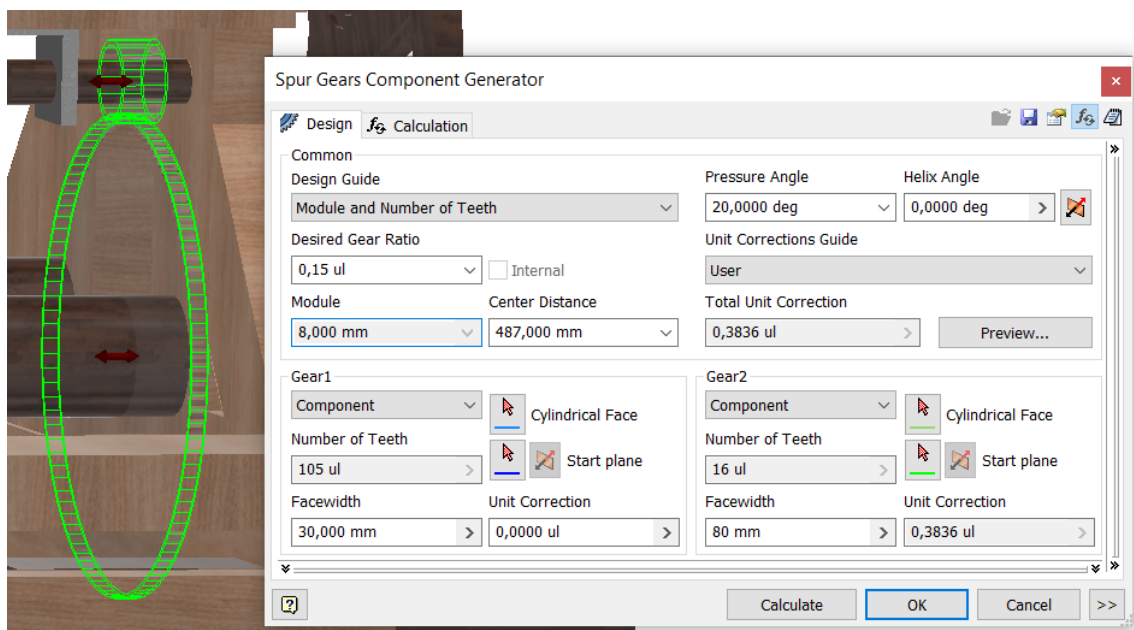 Spur Gears Component Generator
Design Calculation
Common
Design Guide Pressure Angle Helix Angle
Module and Number of Teeth 20,0000 deg 0,0000 deg >
Desired Gear Ratio Unit Corrections Guide
0,15 ul Internal User
Module Center Distance Total Unit Correction
8,000 mm 487,000 mm 0,3836 ul > Preview...
Gear1 Gear2
Component Cylindrical Face Component Cylindrical Face
Number of Teeth Start plane Number of Teeth Start plane
105 ul > 16 ul >
Facewidth Unit Correction Facewidth Unit Correction
30,000 mm > 0,0000 ul > 80 mm > 0,3836 ul >
? Calculate OK Cancel >>